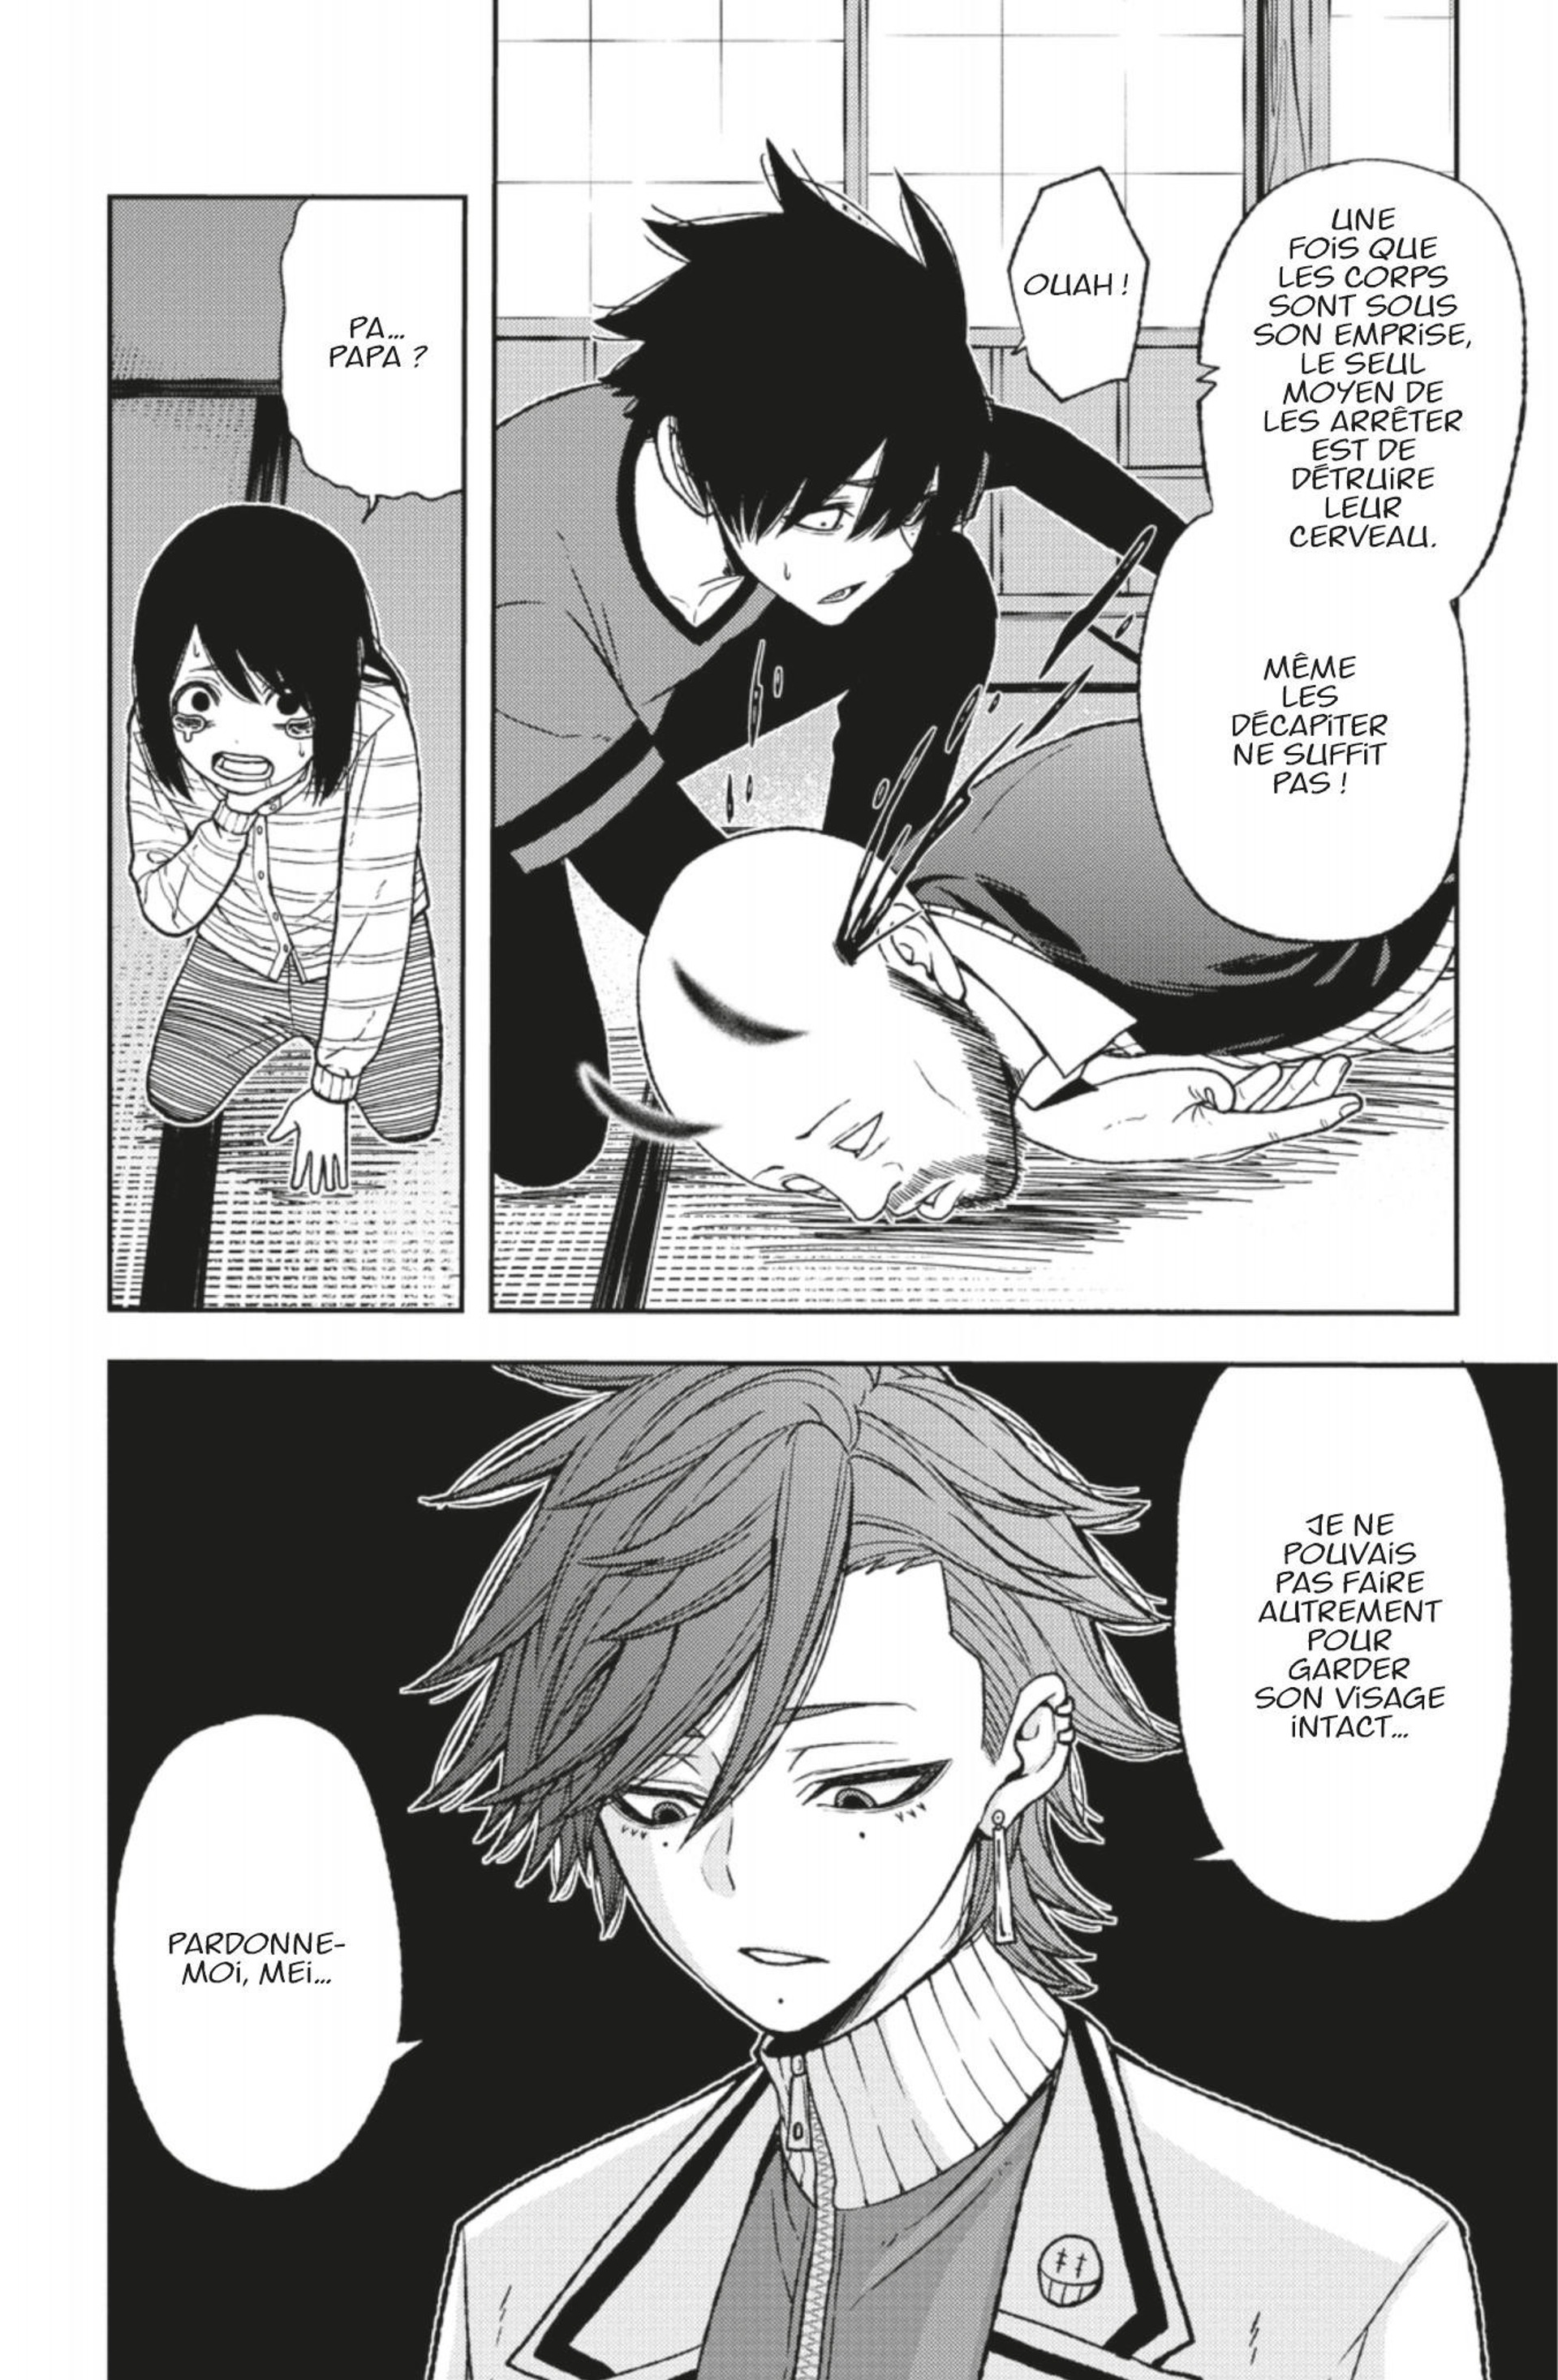 UNE
FOIS QUE
LES CORPS
SONT SOUS
SON EMPRISE,
LE SEUL
MOYEN DE
LES ARRÊTER
EST DE
DÉTRUIRE
LEUR
CERVEAU.
MÊME
LES
DÉCAPITER
NE SUFFIT
PAS !
OUAH !
PA...
PAPA ?
JE NE
POUVAIS
PAS FAIRE
AUTREMENT
POUR
GARDER
SON VISAGE
INTACT...
PARDONNE-
MOI, MEI...